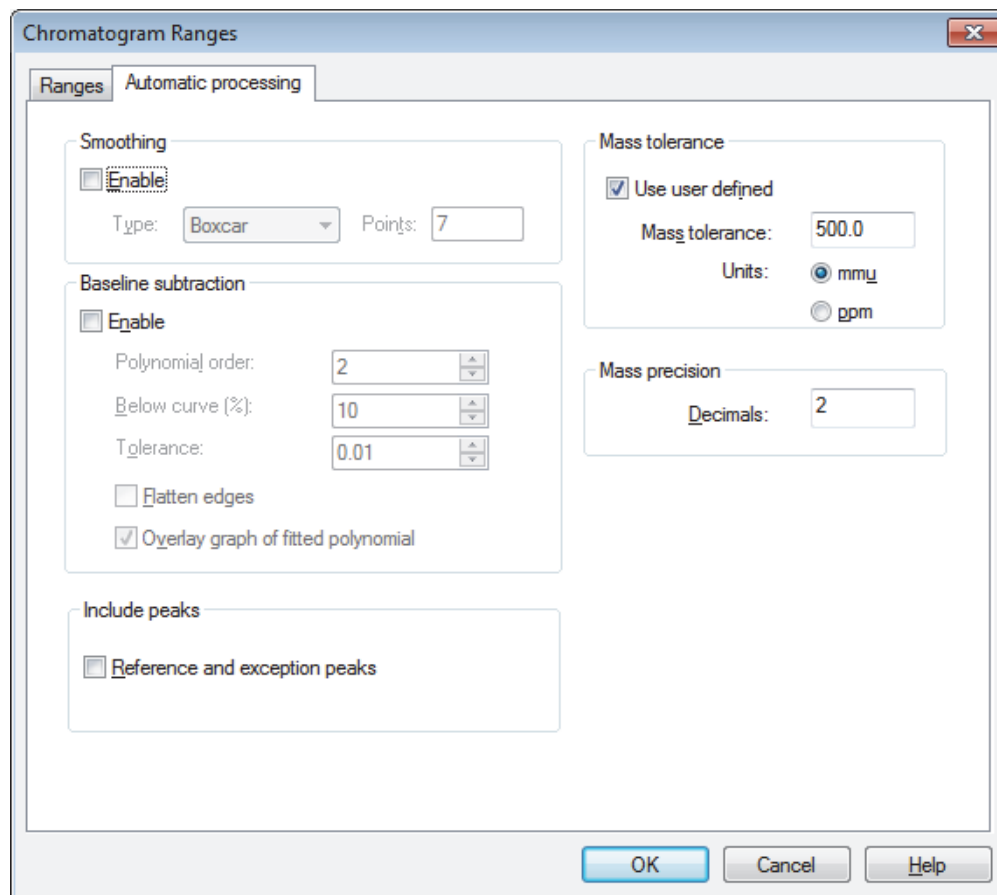 Chromatogram Ranges
Ranges
Automatic processing
Smoothing
Enable
Type: Boxcar Points: 7
Baseline subtraction
Enable
Polynomial order: 2
Below curve (%): 10
Tolerance: 0.01
Flatten edges
Overlay graph of fitted polynomial
Include peaks
Reference and exception peaks
Mass tolerance
Use user defined
Mass tolerance: 500.0
Units: mmu
ppm
Mass precision
Decimals: 2
OK Cancel Help